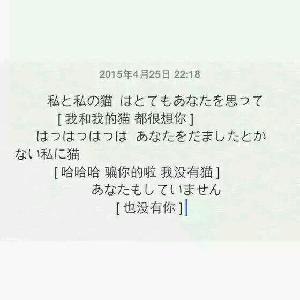 2015年4月25日 22:18
私と私の猫 はとてもあなたを思って
[ 我和我的猫 都很想你 ]
はっはっはっは あなたをだましたとか
ない私に猫
[ 哈哈哈 骗你的啦 我没有猫 ]
あなたもしていません
[ 也没有你 ]